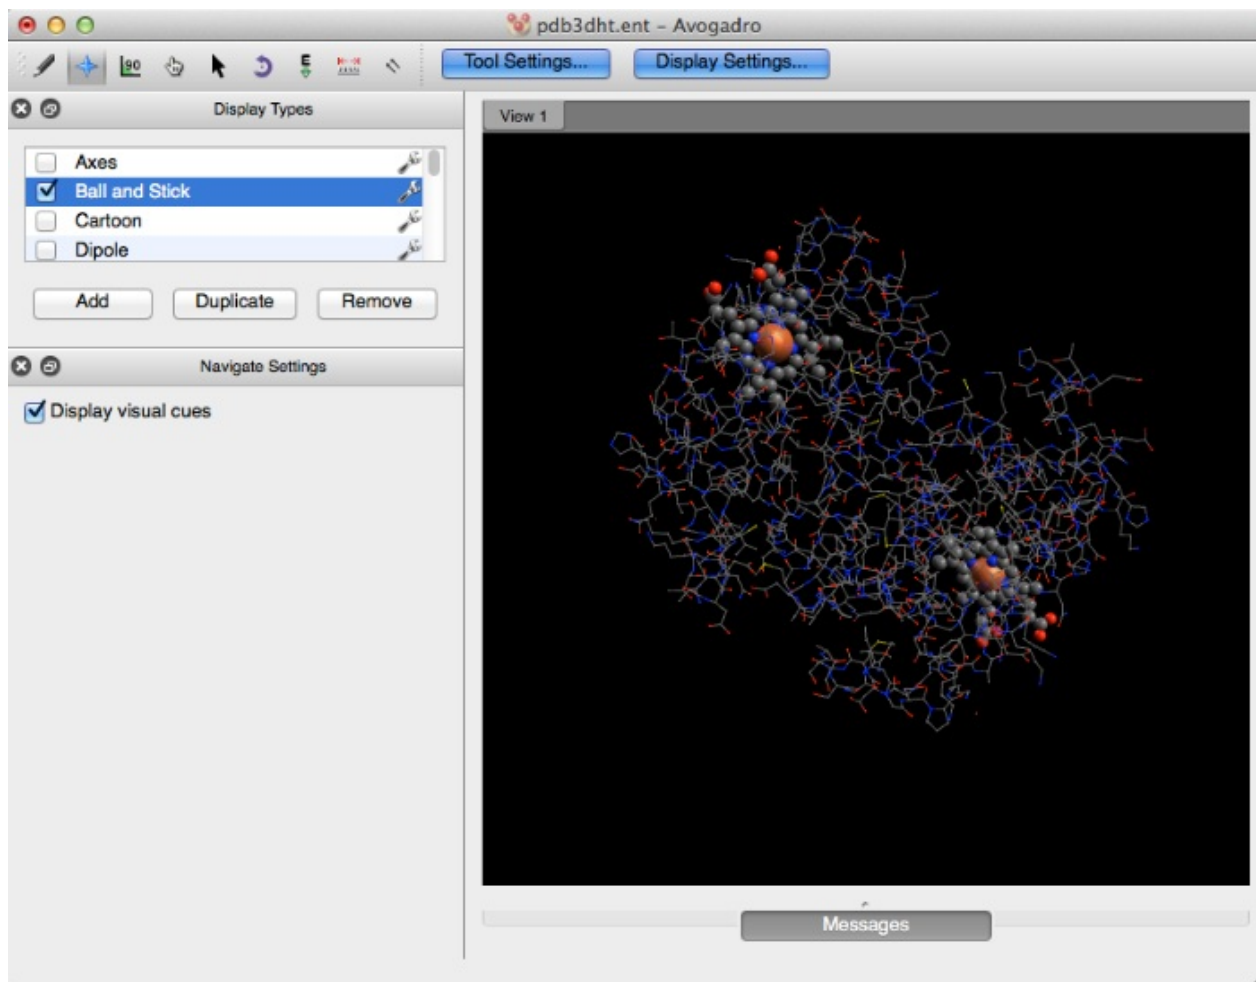 pdb3dht.ent – Avogadro
90
E
Tool Settings...
Display Settings...
Display Types
View 1
Axes
Ball and Stick
Cartoon
Dipole
Add
Duplicate
Remove
Navigate Settings
Display visual cues
Messages